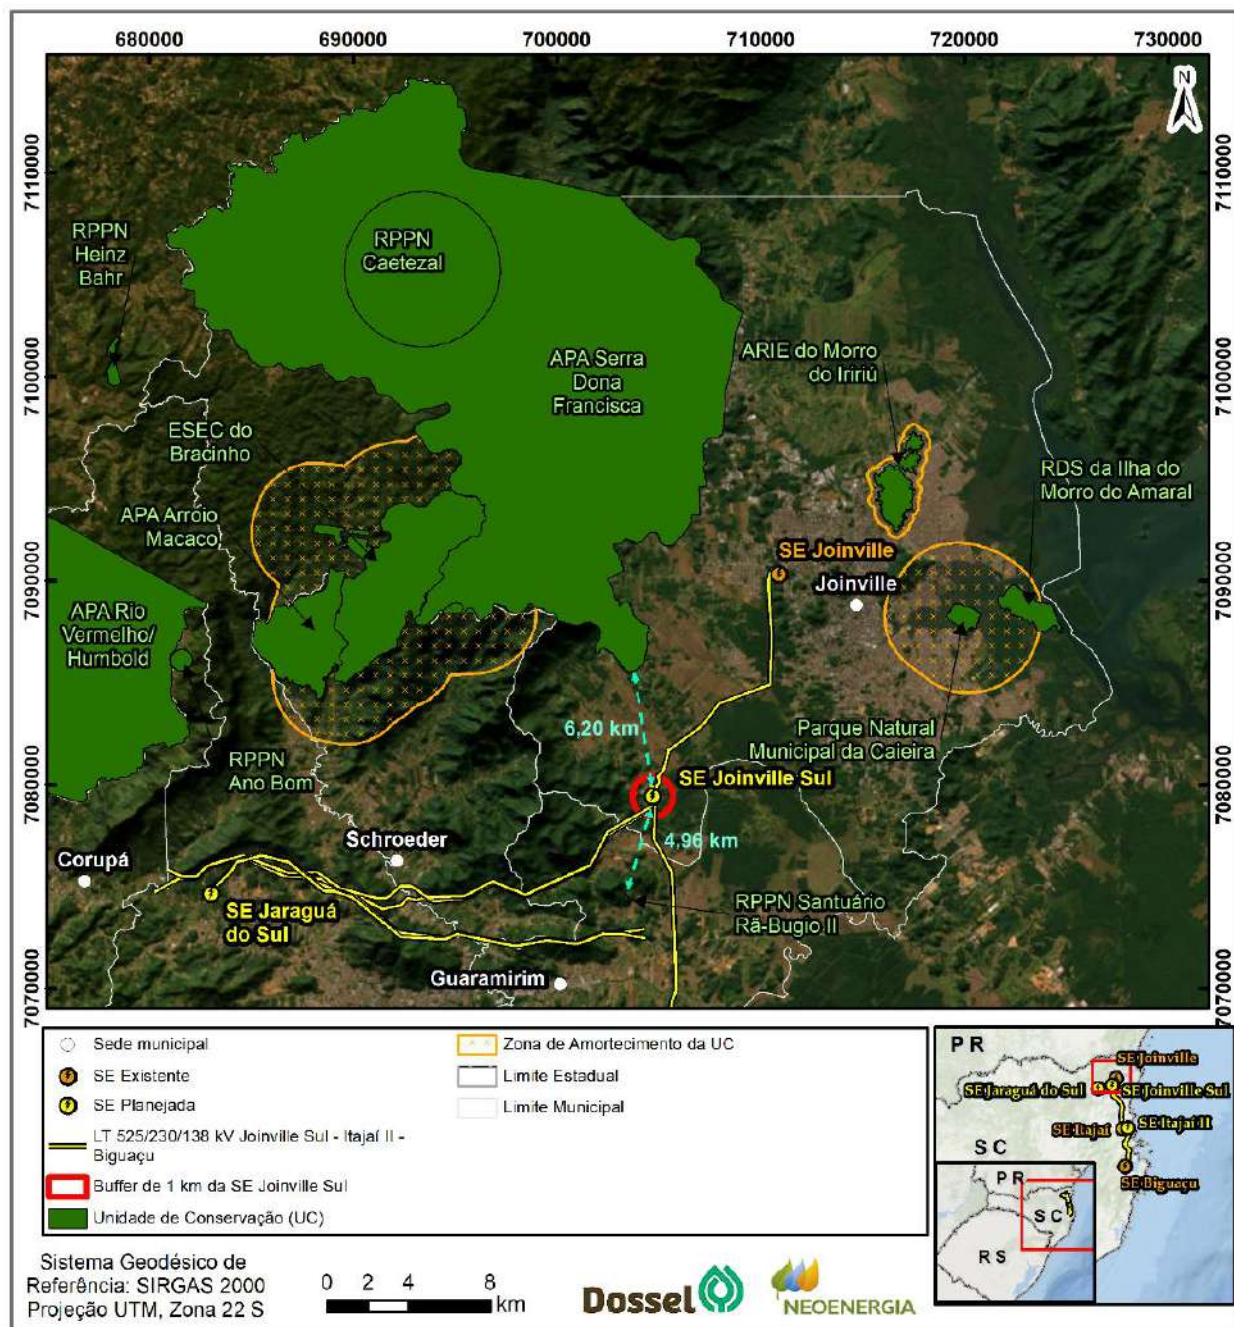 680000 690000 700000 710000 720000 730000
7110000
7110000
N
RPPN
Heinz
Bahr
RPPN
Caetezal
7100000
7100000
APA Serra
Dona
Francisca
ARIE do Morro
do Iririú
ESEC do
Bracinho
RDS da Ilha do
Morro do Amaral
APA Arroio
Macaco
SE Joinville
Joinville
7090000
7090000
APA Rio
Vermelho/
Humbold
6,20 km
Parque Natural
Municipal da Caieira
RPPN
Ano Bom
SE Joinville Sul
7080000
7080000
4,96 km
Schroeder
Corupá
SE Jaraguá
do Sul
RPPN Santuário
Rã-Bugio II
Guaramirim
7070000
7070000
Sede municipal
SE Existente
SE Planejada
LT 525/230/138 kV Joinville Sul - Itajaí II -
Biguaçu
Buffer de 1 km da SE Joinville Sul
Unidade de Conservação (UC)
Zona de Amortecimento da UC
Limite Estadual
Limite Municipal
PR
SE Joinville
SE Jaraguá do Sul
SE Joinville Sul
SE Itajaí
SE Itajaí II
SC
SE Biguaçu
PR
SC
RS
Sistema Geodésico de
Referência: SIRGAS 2000
Projeção UTM, Zona 22 S
0 2 4 8
km
Dossel
NEOENERGIA